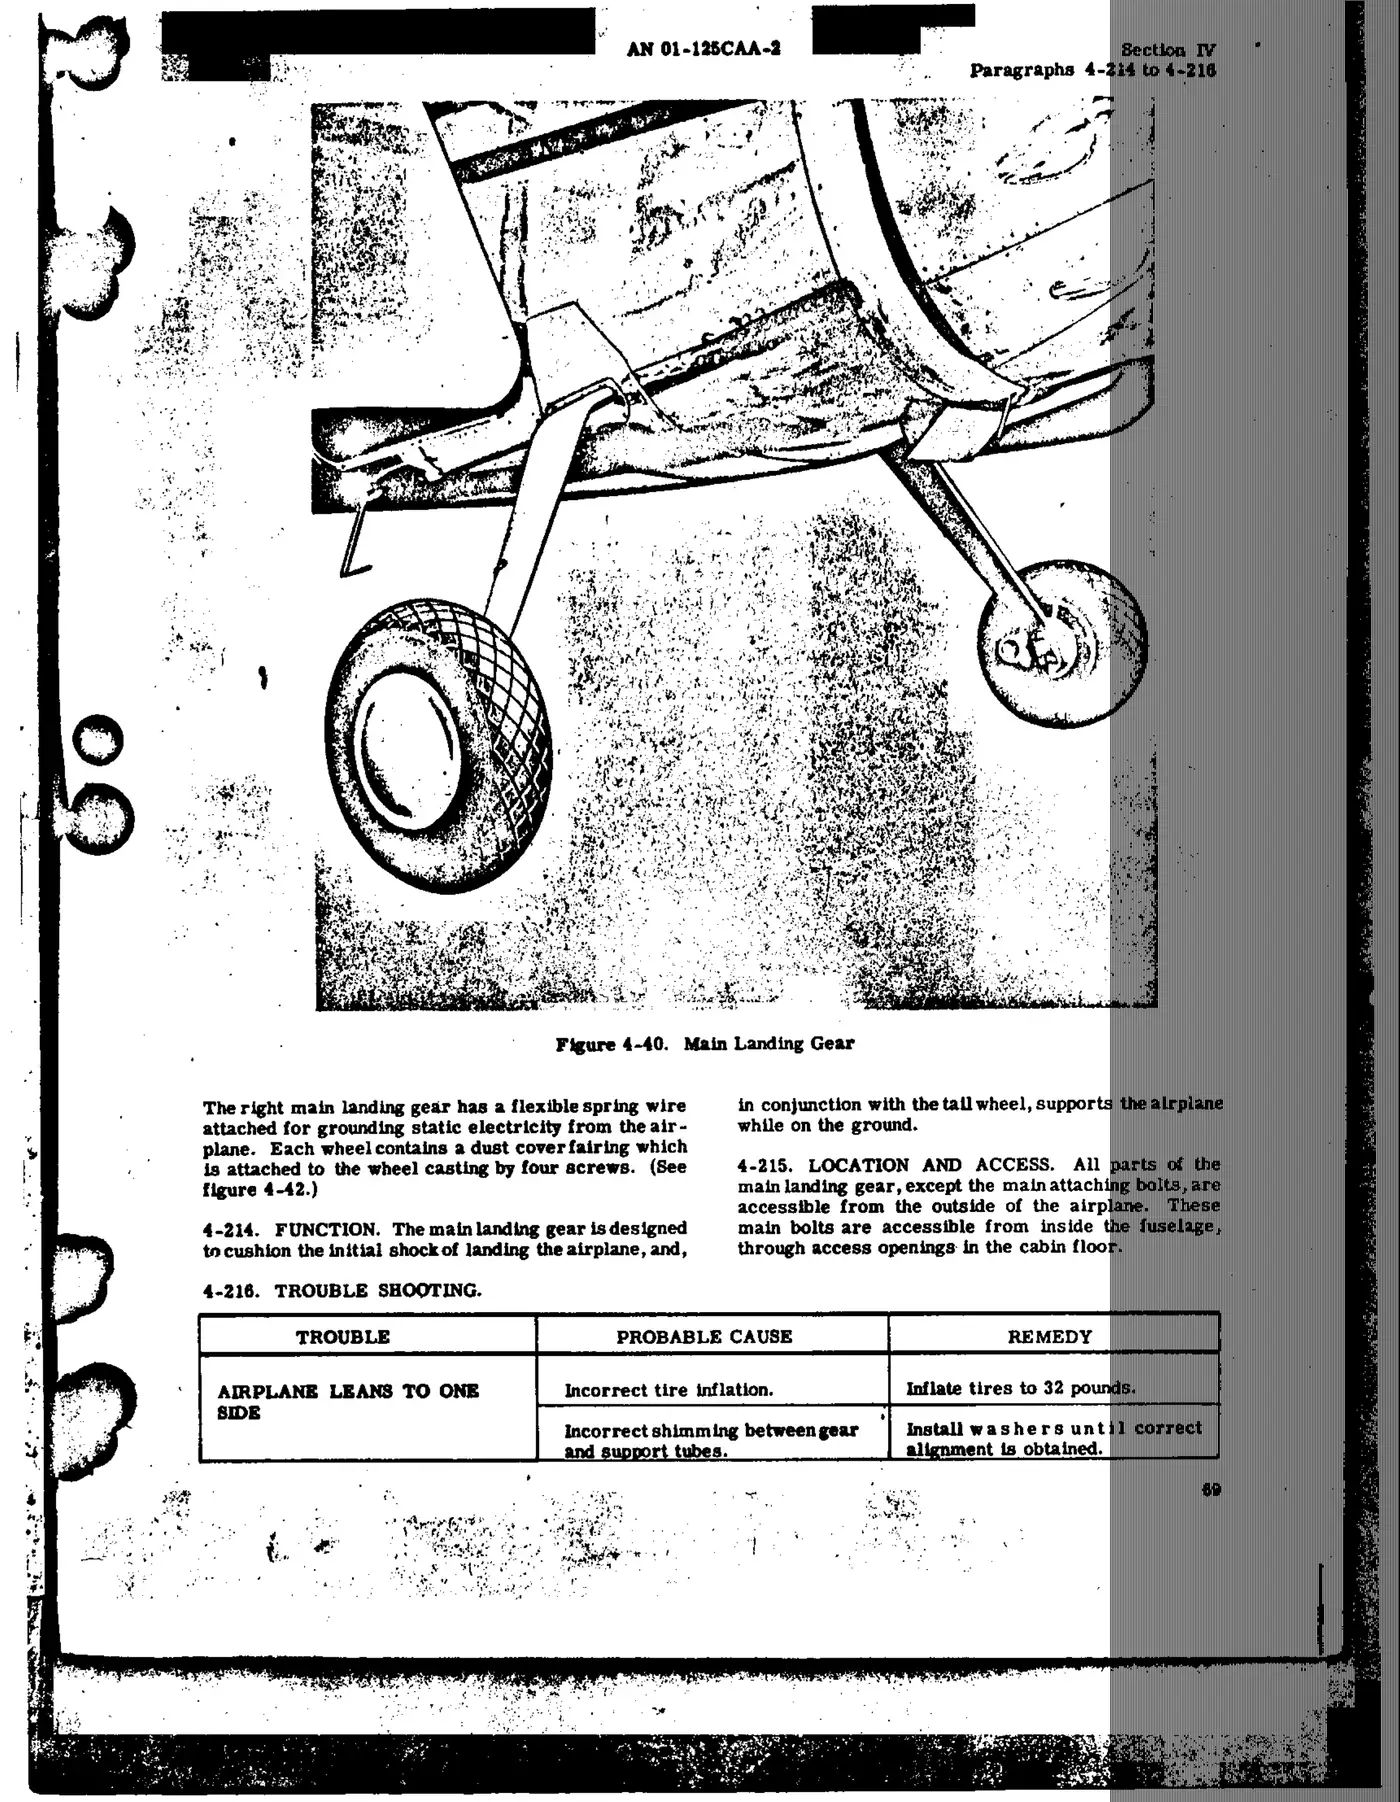 AN 01-125CAA-2
Section IV
Paragraphs 4-214 to 4-216
Figure 4-40. Main Landing Gear
The right main landing gear has a flexible spring wire
attached for grounding static electricity from the air-
plane. Each wheel contains a dust cover fairing which
is attached to the wheel casting by four screws. (See
figure 4-42.)
4-214. FUNCTION. The main landing gear is designed
to cushion the initial shock of landing the airplane, and,
in conjunction with the tail wheel, supports the airplane
while on the ground.
4-215. LOCATION AND ACCESS. All parts of the
main landing gear, except the main attaching bolts, are
accessible from the outside of the airplane. These
main bolts are accessible from inside the fuselage,
through access openings in the cabin floor.
4-216. TROUBLE SHOOTING.
TROUBLE PROBABLE CAUSE REMEDY
AIRPLANE LEANS TO ONE
SIDE
Incorrect tire inflation. Inflate tires to 32 pounds.
Incorrect shimming between gear
and support tubes.
Install washers until correct
alignment is obtained.
69